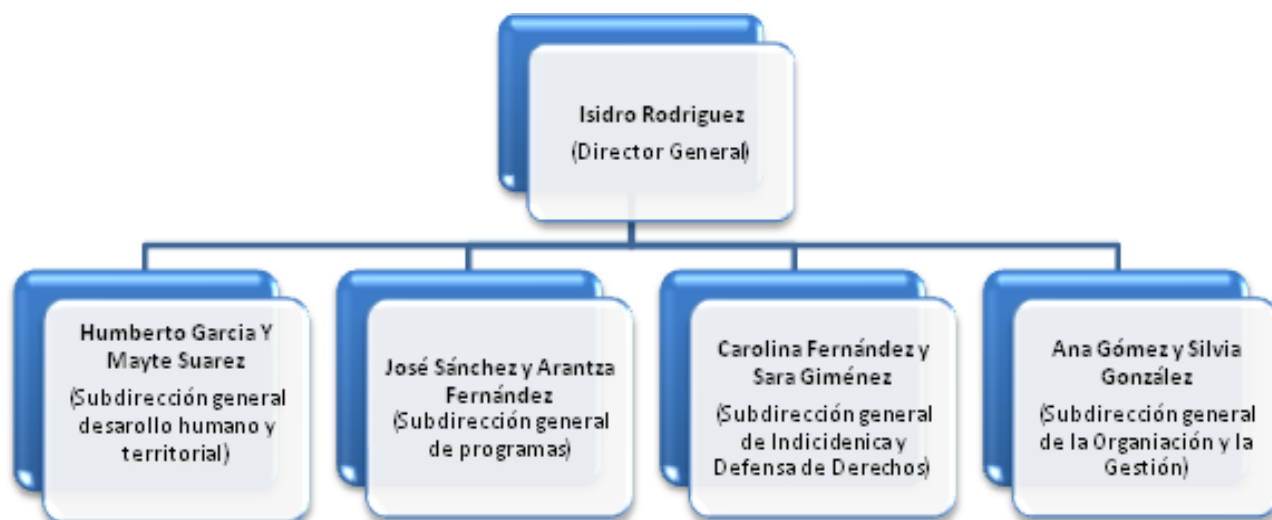 Isidro Rodriguez
(Director General)
Humberto Garcia Y
Mayte Suarez
(Subdirección general
desarollo humano y
territorial)
José Sánchez y Arantza
Fernández
(Subdirección general
de programas)
Carolina Fernández y
Sara Giménez
(Subdirección general
de Indicidenica y
Defensa de Derechos)
Ana Gómez y Silvia
González
(Subdirección general
de la Organiación y la
Gestión)